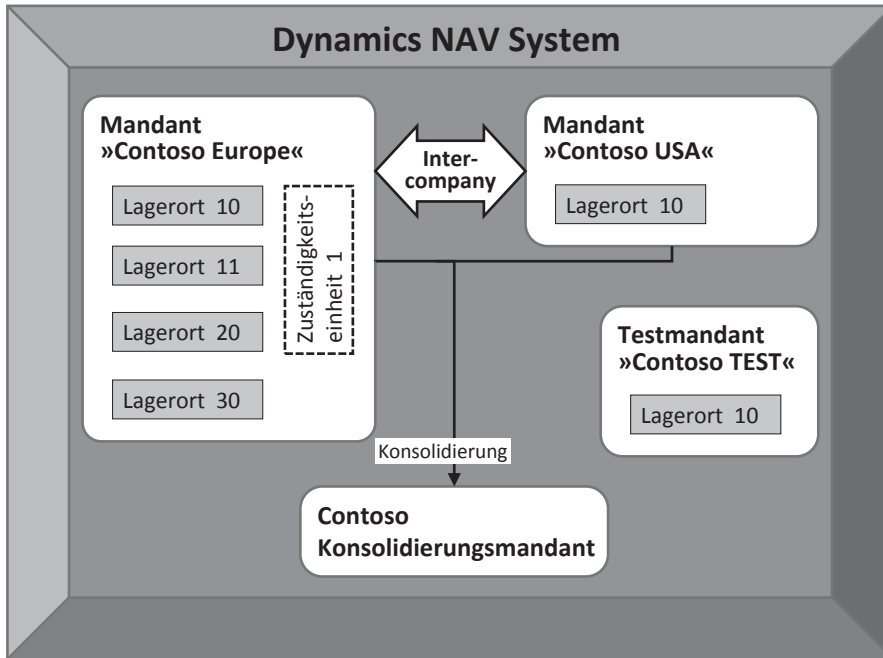 Dynamics NAV System
Mandant
»Contoso Europe«
Lagerort 10
Lagerort 11
Lagerort 20
Lagerort 30
Zuständigkeits-
einheit 1
Inter-
company
Mandant
»Contoso USA«
Lagerort 10
Testmandant
»Contoso TEST«
Lagerort 10
Konsolidierung
Contoso
Konsolidierungsmandant